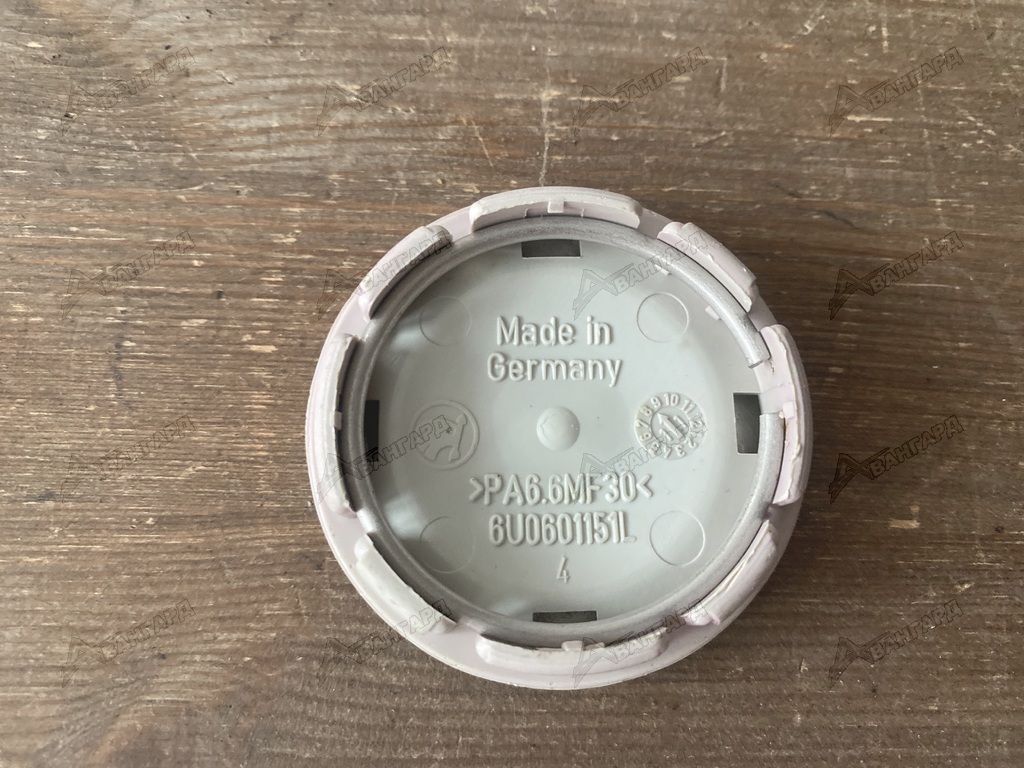 Made in
Germany
>PA6.6MF30<
6U0601151L
4
АВАНГАРД